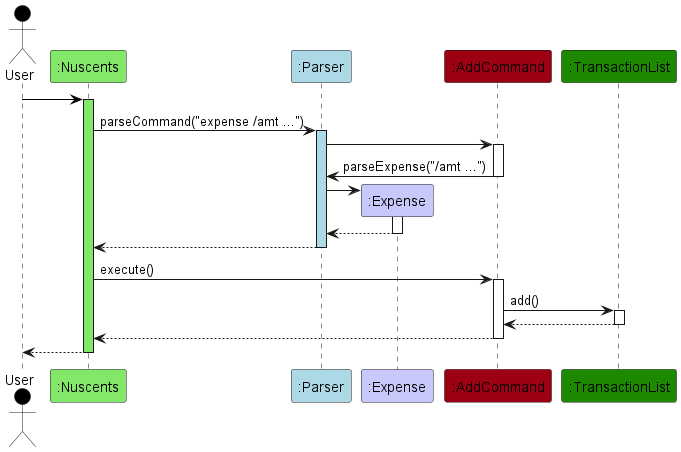 User
:Nuscents
:Parser
:AddCommand
:TransactionList
parseCommand("expense /amt ...")
parseExpense("/amt ...")
:Expense
execute()
add()
User
:Nuscents
:Parser
:Expense
:AddCommand
:TransactionList